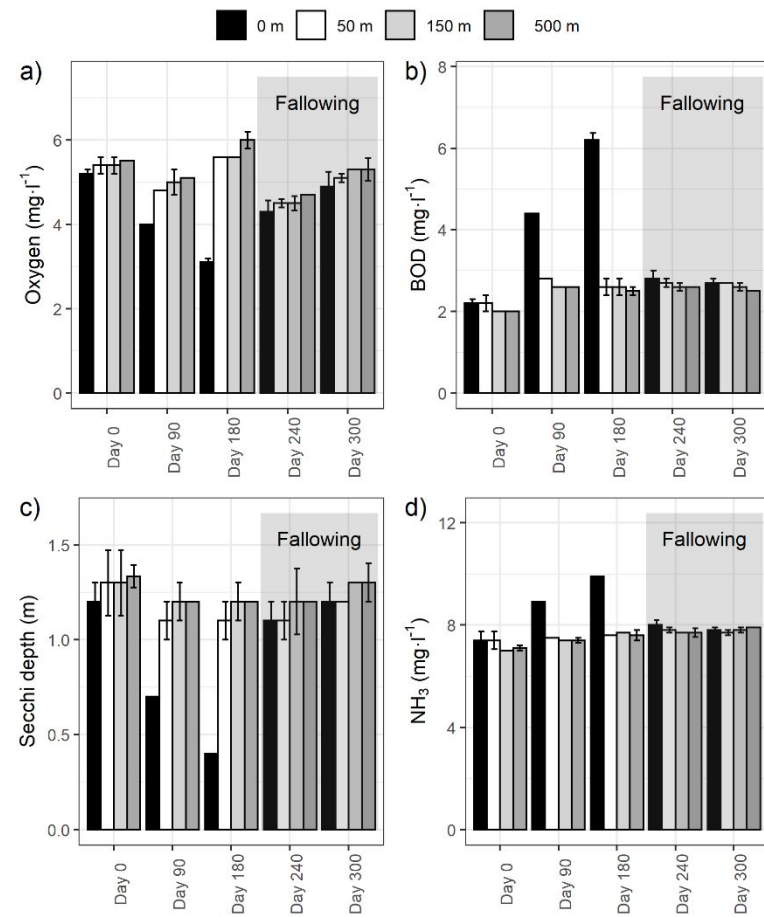 0 m 50 m 150 m 500 m
a)
Fallowing
Oxygen (mg·l⁻¹)
6
4
2
0
Day 0 Day 90 Day 180 Day 240 Day 300
b)
Fallowing
BOD (mg·l⁻¹)
8
6
4
2
0
Day 0 Day 90 Day 180 Day 240 Day 300
c)
Fallowing
Secchi depth (m)
1.5
1.0
0.5
0.0
Day 0 Day 90 Day 180 Day 240 Day 300
d)
Fallowing
NH₃ (mg·l⁻¹)
12
8
4
0
Day 0 Day 90 Day 180 Day 240 Day 300